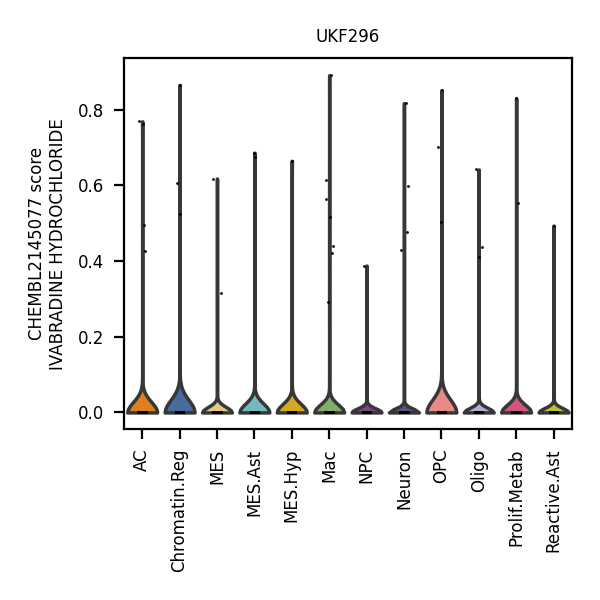 UKF296
CHEMBL2145077 score
IVABRADINE HYDROCHLORIDE
0.8
0.6
0.4
0.2
0.0
AC
Chromatin.Reg
MES
MES.Ast
MES.Hyp
Mac
NPC
Neuron
OPC
Oligo
Prolif.Metab
Reactive.Ast